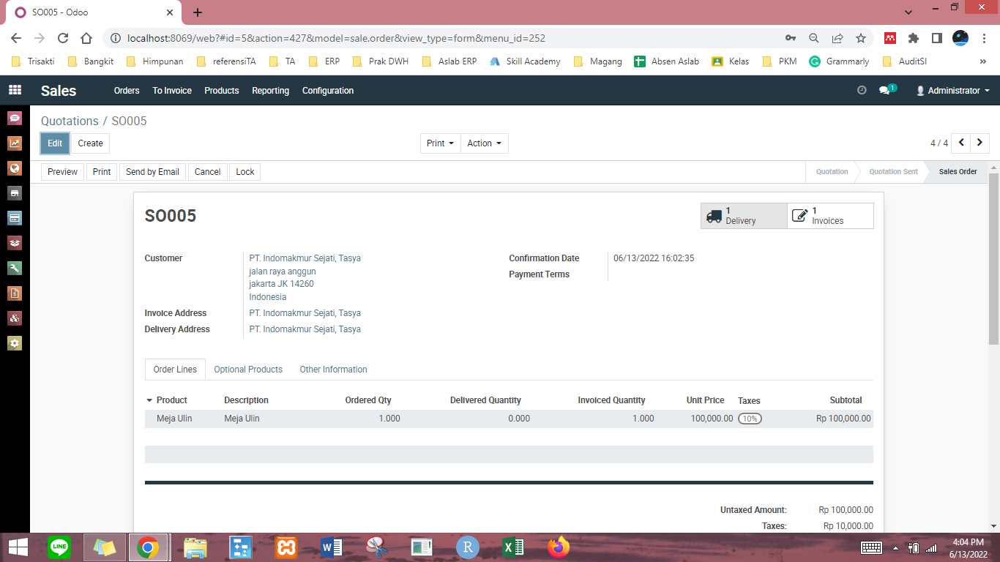 SO005 - Odoo
localhost:8069/web?#id=5&action=427&model=sale.order&view_type=form&menu_id=252
Trisakti Bangkit Himpunan referensiTA TA ERP Prak DWH Aslab ERP Skill Academy Magang Absen Aslab Kelas PKM Grammarly AuditSI »
Sales Orders To Invoice Products Reporting Configuration 1 Administrator
Quotations / SO005
Edit Create Print Action 4 / 4
Preview Print Send by Email Cancel Lock Quotation Quotation Sent Sales Order
SO005
1 Delivery
1 Invoices
Customer PT. Indomakmur Sejati, Tasya
jalan raya anggun
jakarta JK 14260
Indonesia
Invoice Address PT. Indomakmur Sejati, Tasya
Delivery Address PT. Indomakmur Sejati, Tasya
Confirmation Date 06/13/2022 16:02:35
Payment Terms
Order Lines Optional Products Other Information
Product Description Ordered Qty Delivered Quantity Invoiced Quantity Unit Price Taxes Subtotal
Meja Ulin Meja Ulin 1.000 0.000 1.000 100,000.00 10% Rp 100,000.00
Untaxed Amount: Rp 100,000.00
Taxes: Rp 10,000.00
LINE W R X
4:04 PM
6/13/2022